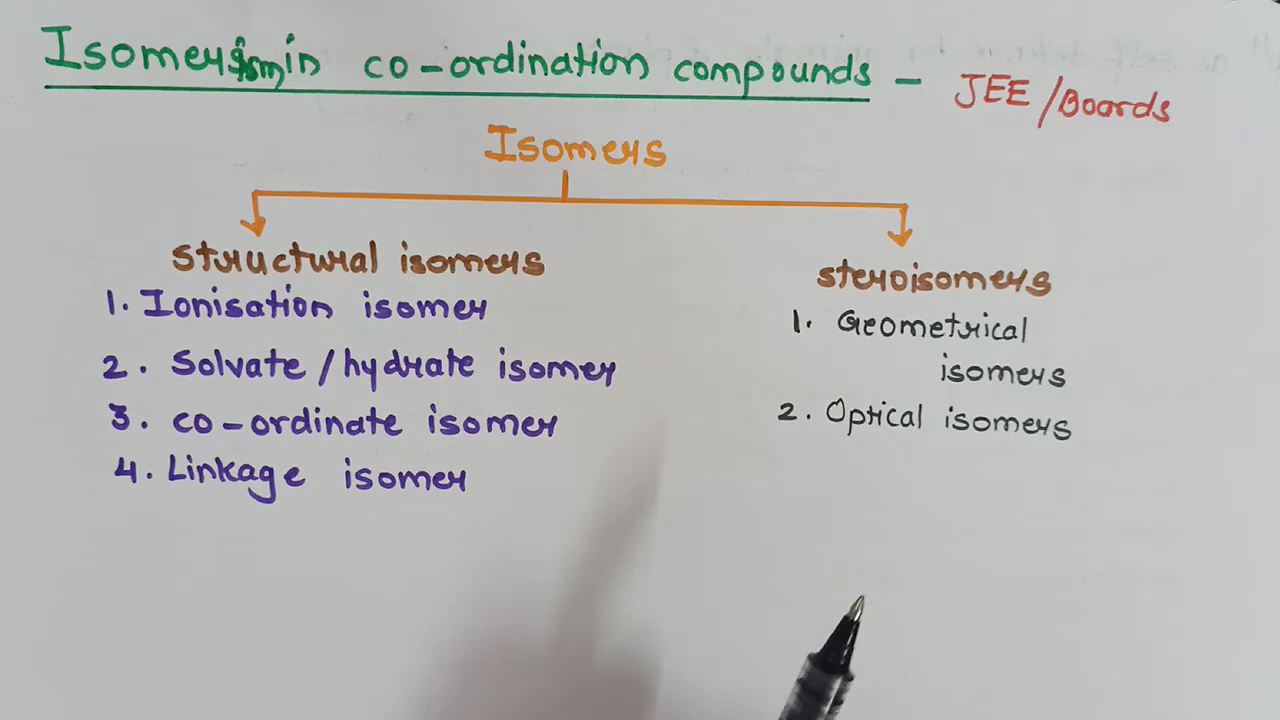 Isomerism in co-ordination compounds - JEE/Boards
Isomers
Structural isomers
1. Ionisation isomer
2. Solvate/hydrate isomer
3. co-ordinate isomer
4. Linkage isomer
steroisomers
1. Geometrical
isomers
2. Optical isomers